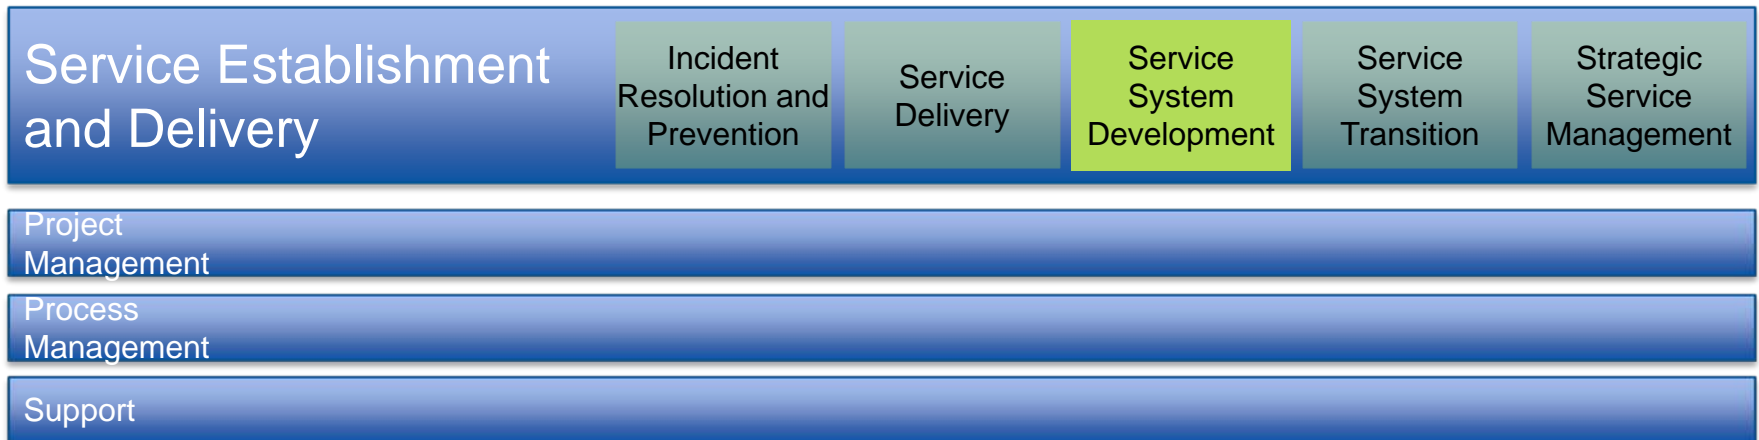 Service Establishment
and Delivery
Incident
Resolution and
Prevention
Service
Delivery
Service
System
Development
Service
System
Transition
Strategic
Service
Management
Project
Management
Process
Management
Support